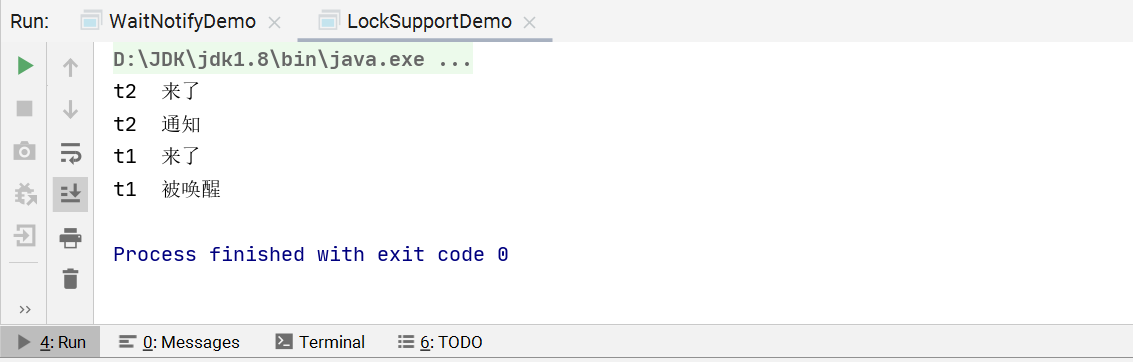 Run: WaitNotifyDemo LockSupportDemo
D:\JDK\jdk1.8\bin\java.exe ...
t2 来了
t2 通知
t1 来了
t1 被唤醒
Process finished with exit code 0
4: Run 0: Messages Terminal 6: TODO